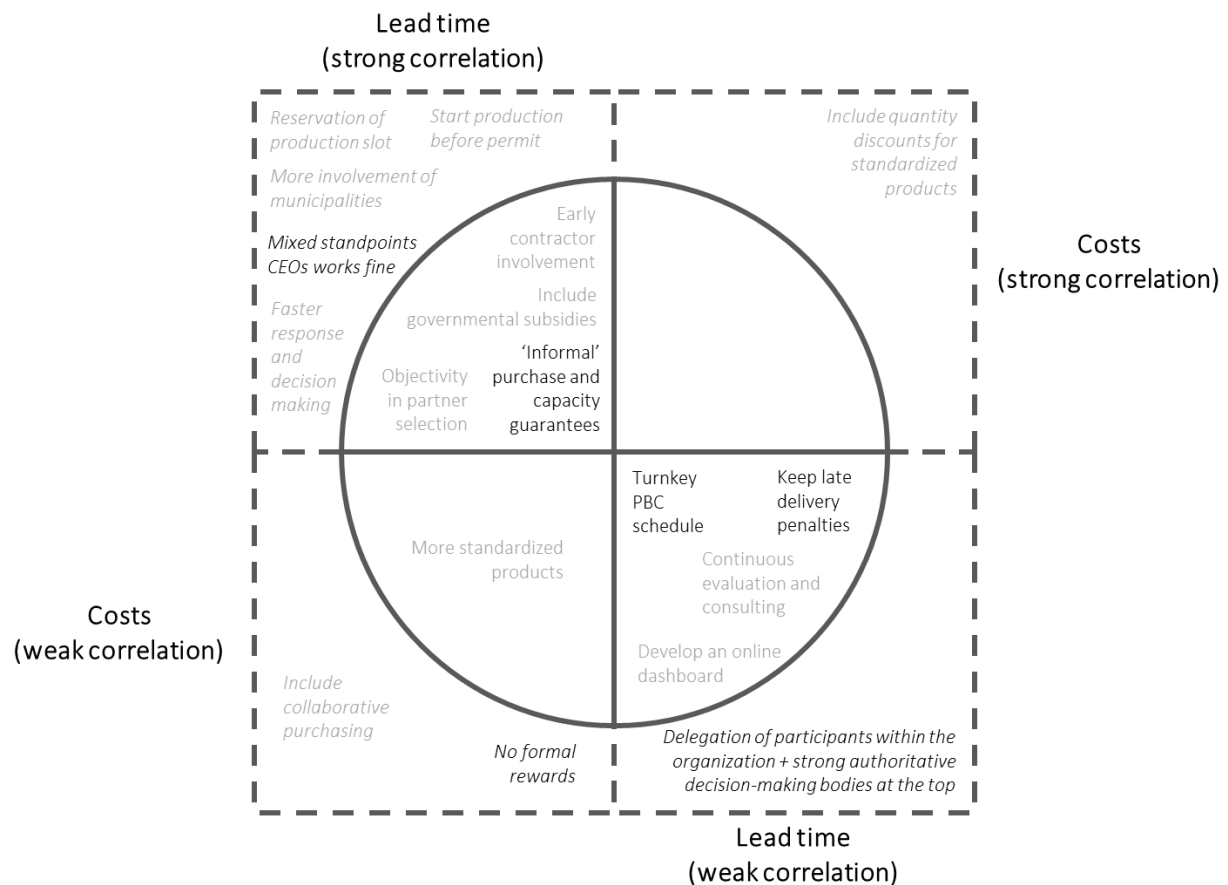 Lead time
(strong correlation)
Reservation of
production slot
Start production
before permit
Include quantity
discounts for
standardized
products
More involvement of
municipalities
Early
contractor
involvement
Mixed standpoints
CEOs works fine
Costs
(strong correlation)
Include
governmental subsidies
Faster
response
and
decision
making
'Informal'
purchase and
capacity
guarantees
Objectivity
in partner
selection
Turnkey
PBC
schedule
Keep late
delivery
penalties
More standardized
products
Continuous
evaluation and
consulting
Costs
(weak correlation)
Develop an online
dashboard
Include
collaborative
purchasing
No formal
rewards
Delegation of participants within the
organization + strong authoritative
decision-making bodies at the top
Lead time
(weak correlation)